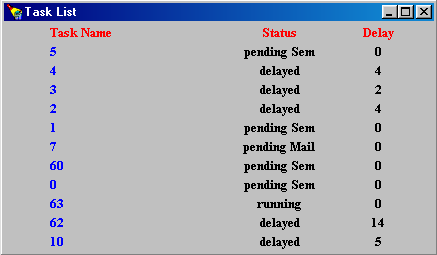 Task List
Task Name Status Delay
5 pending Sem 0
4 delayed 4
3 delayed 2
2 delayed 4
1 pending Sem 0
7 pending Mail 0
60 pending Sem 0
0 pending Sem 0
63 running 0
62 delayed 14
10 delayed 5